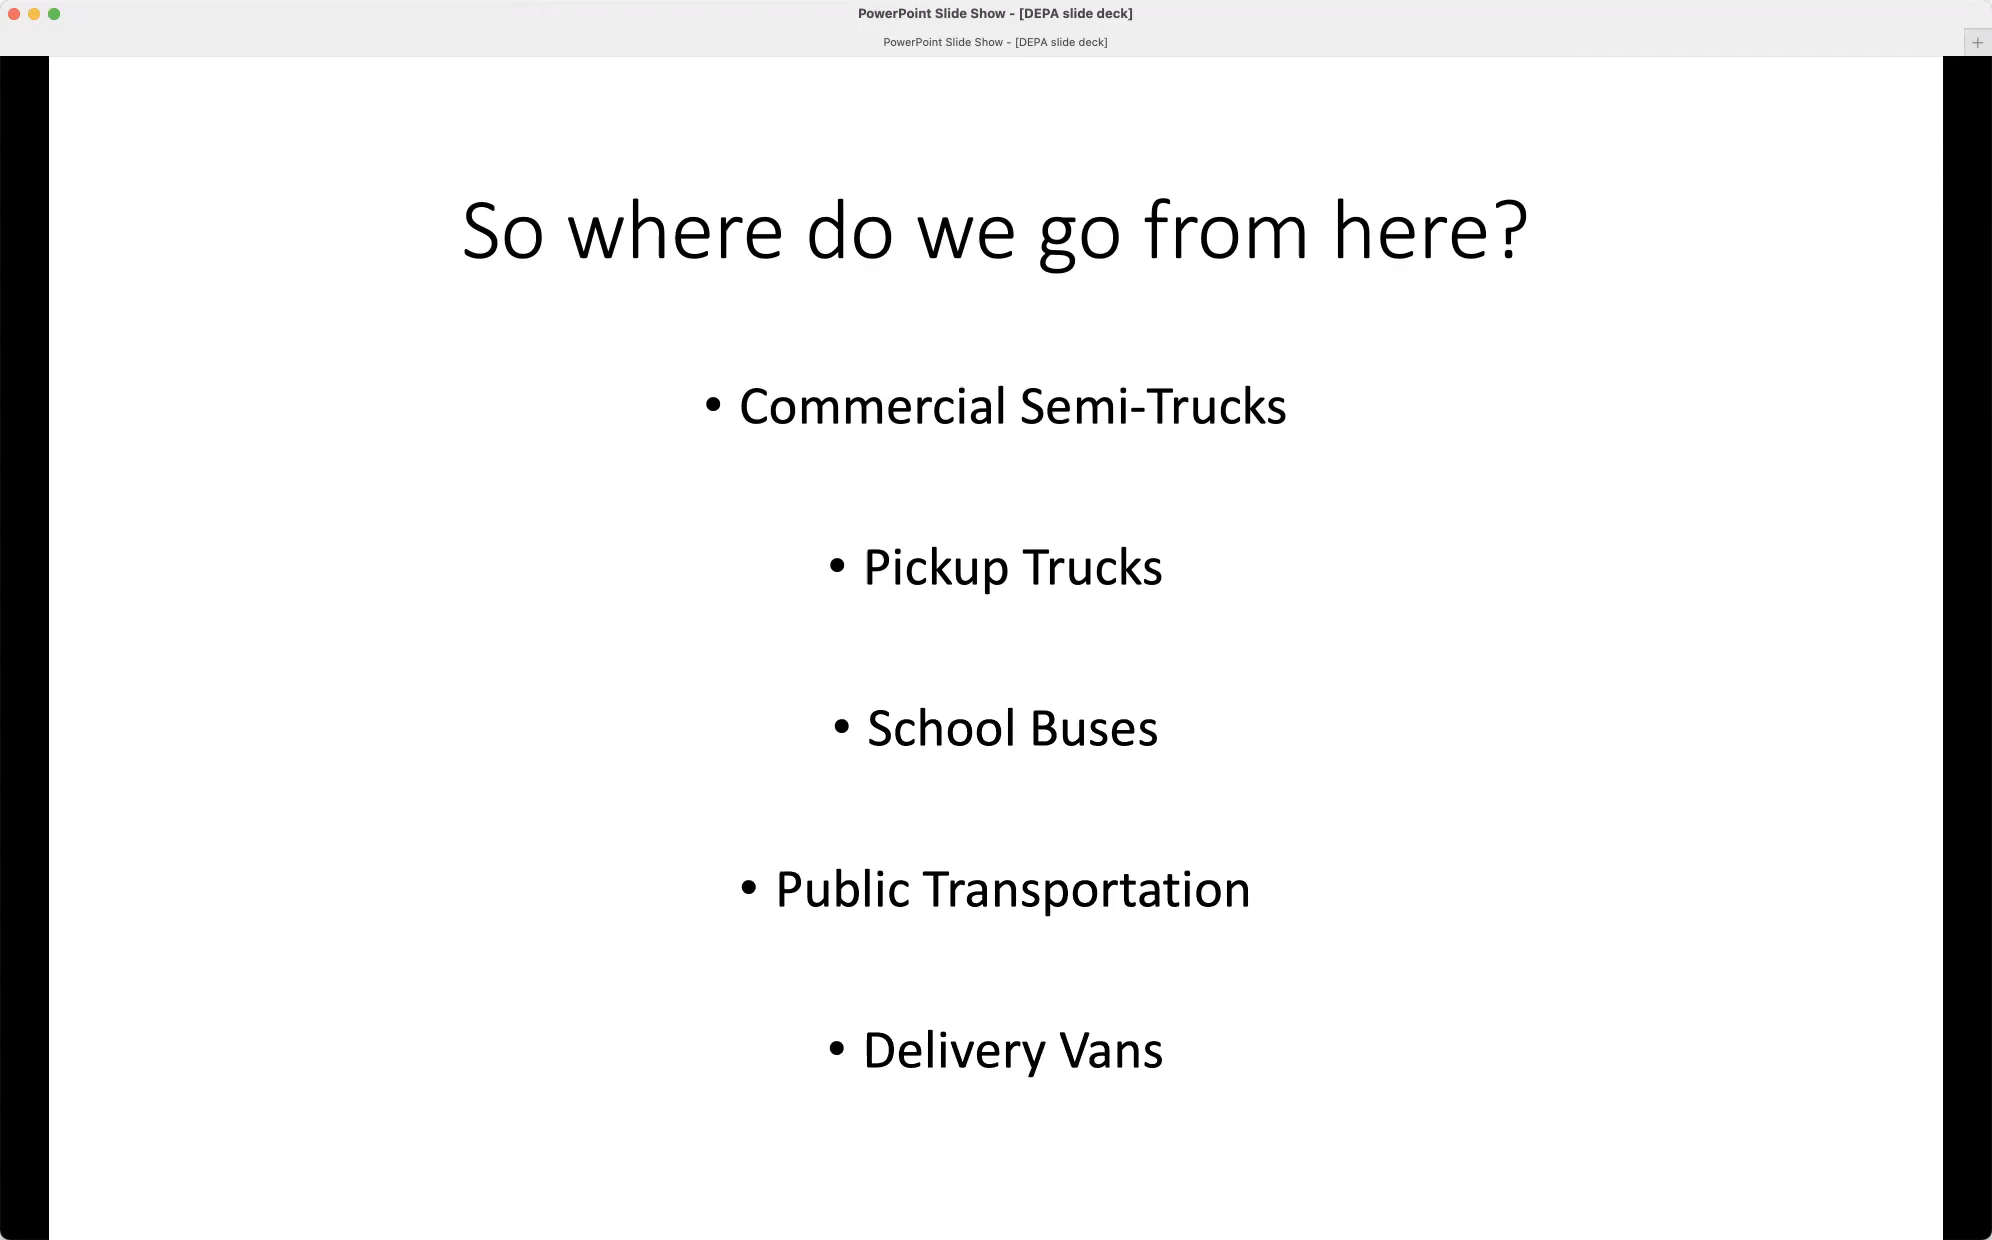 PowerPoint Slide Show - [DEPA slide deck]
PowerPoint Slide Show - [DEPA slide deck]
So where do we go from here?
• Commercial Semi-Trucks
• Pickup Trucks
• School Buses
• Public Transportation
• Delivery Vans